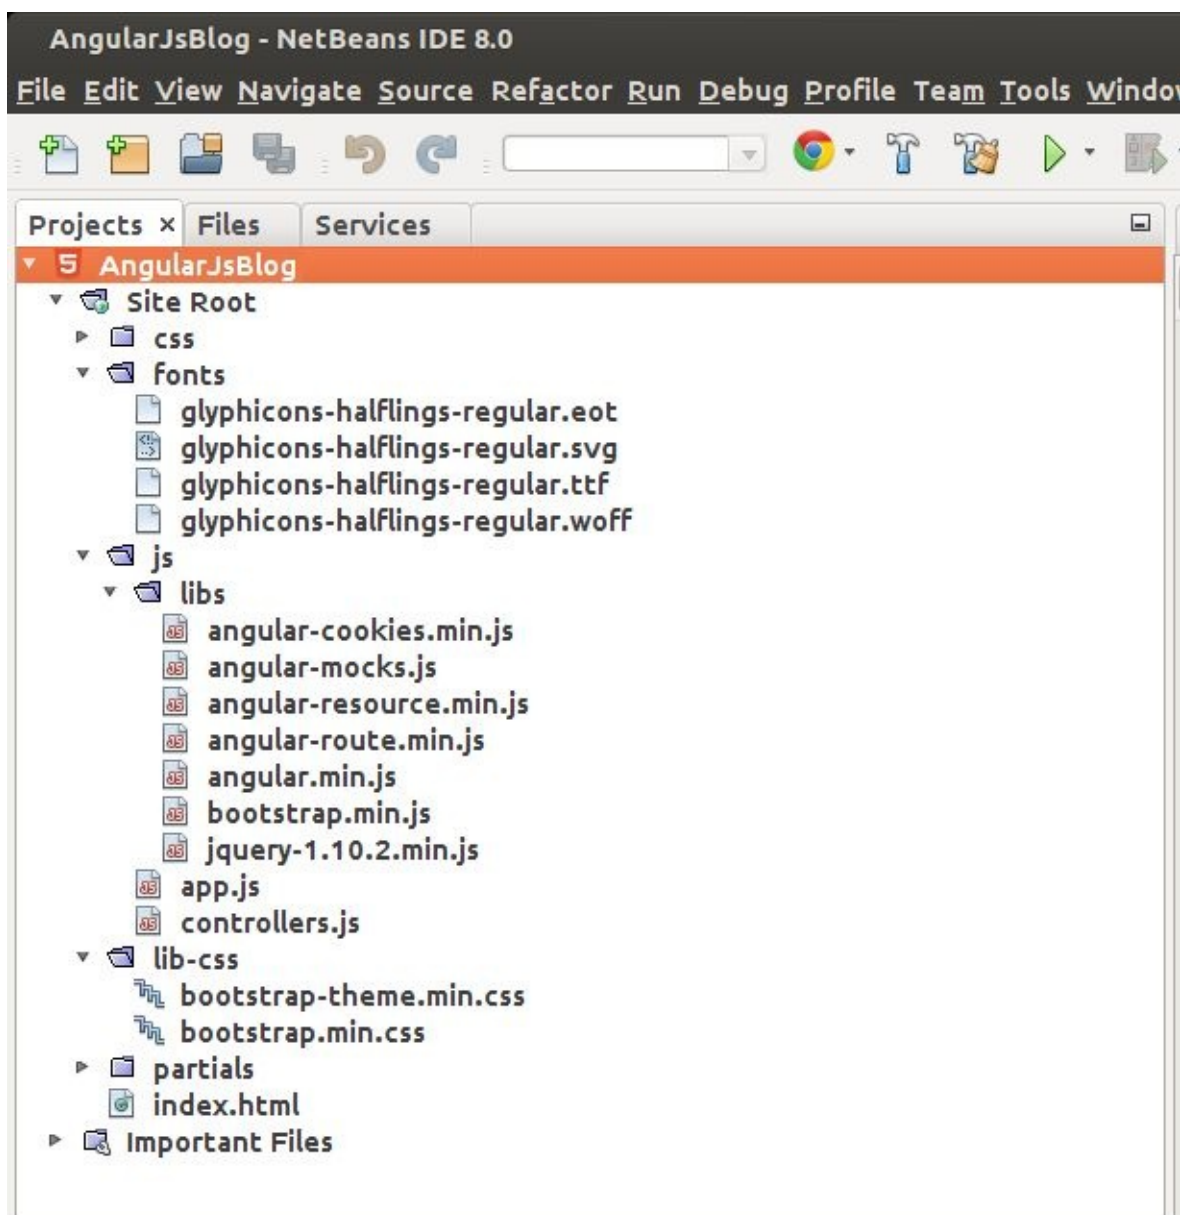 AngularJsBlog - NetBeans IDE 8.0
File Edit View Navigate Source Refactor Run Debug Profile Team Tools Window
Projects × Files Services
5 AngularJsBlog
Site Root
css
fonts
glyphicons-halflings-regular.eot
glyphicons-halflings-regular.svg
glyphicons-halflings-regular.ttf
glyphicons-halflings-regular.woff
js
libs
angular-cookies.min.js
angular-mocks.js
angular-resource.min.js
angular-route.min.js
angular.min.js
bootstrap.min.js
jquery-1.10.2.min.js
app.js
controllers.js
lib-css
bootstrap-theme.min.css
bootstrap.min.css
partials
index.html
Important Files